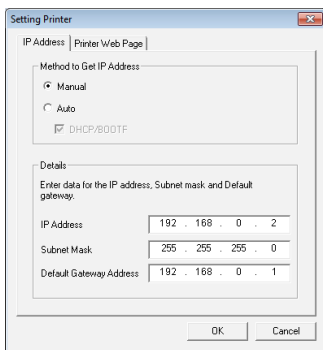 Setting Printer
IP Address Printer Web Page
Method to Get IP Address
Manual
Auto
DHCP/BOOTP
Details
Enter data for the IP address, Subnet mask and Default
gateway.
IP Address 192 . 168 . 0 . 2
Subnet Mask 255 . 255 . 255 . 0
Default Gateway Address 192 . 168 . 0 . 1
OK Cancel